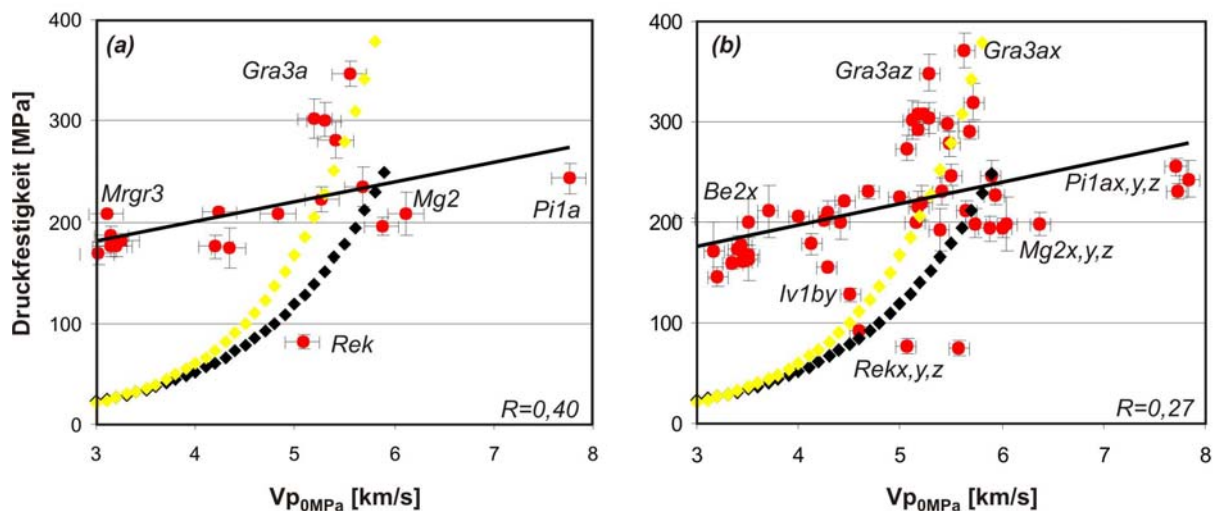 Druckfestigkeit [MPa]
400
300
200
100
0
(a)
Gra3a
Mrgr3
Mg2
Pi1a
Rek
R=0,40
3 4 5 6 7 8
Vp0MPa [km/s]
400
300
200
100
0
(b)
Gra3az
Gra3ax
Be2x
Pi1ax,y,z
Mg2x,y,z
Iv1by
Rekx,y,z
R=0,27
3 4 5 6 7 8
Vp0MPa [km/s]